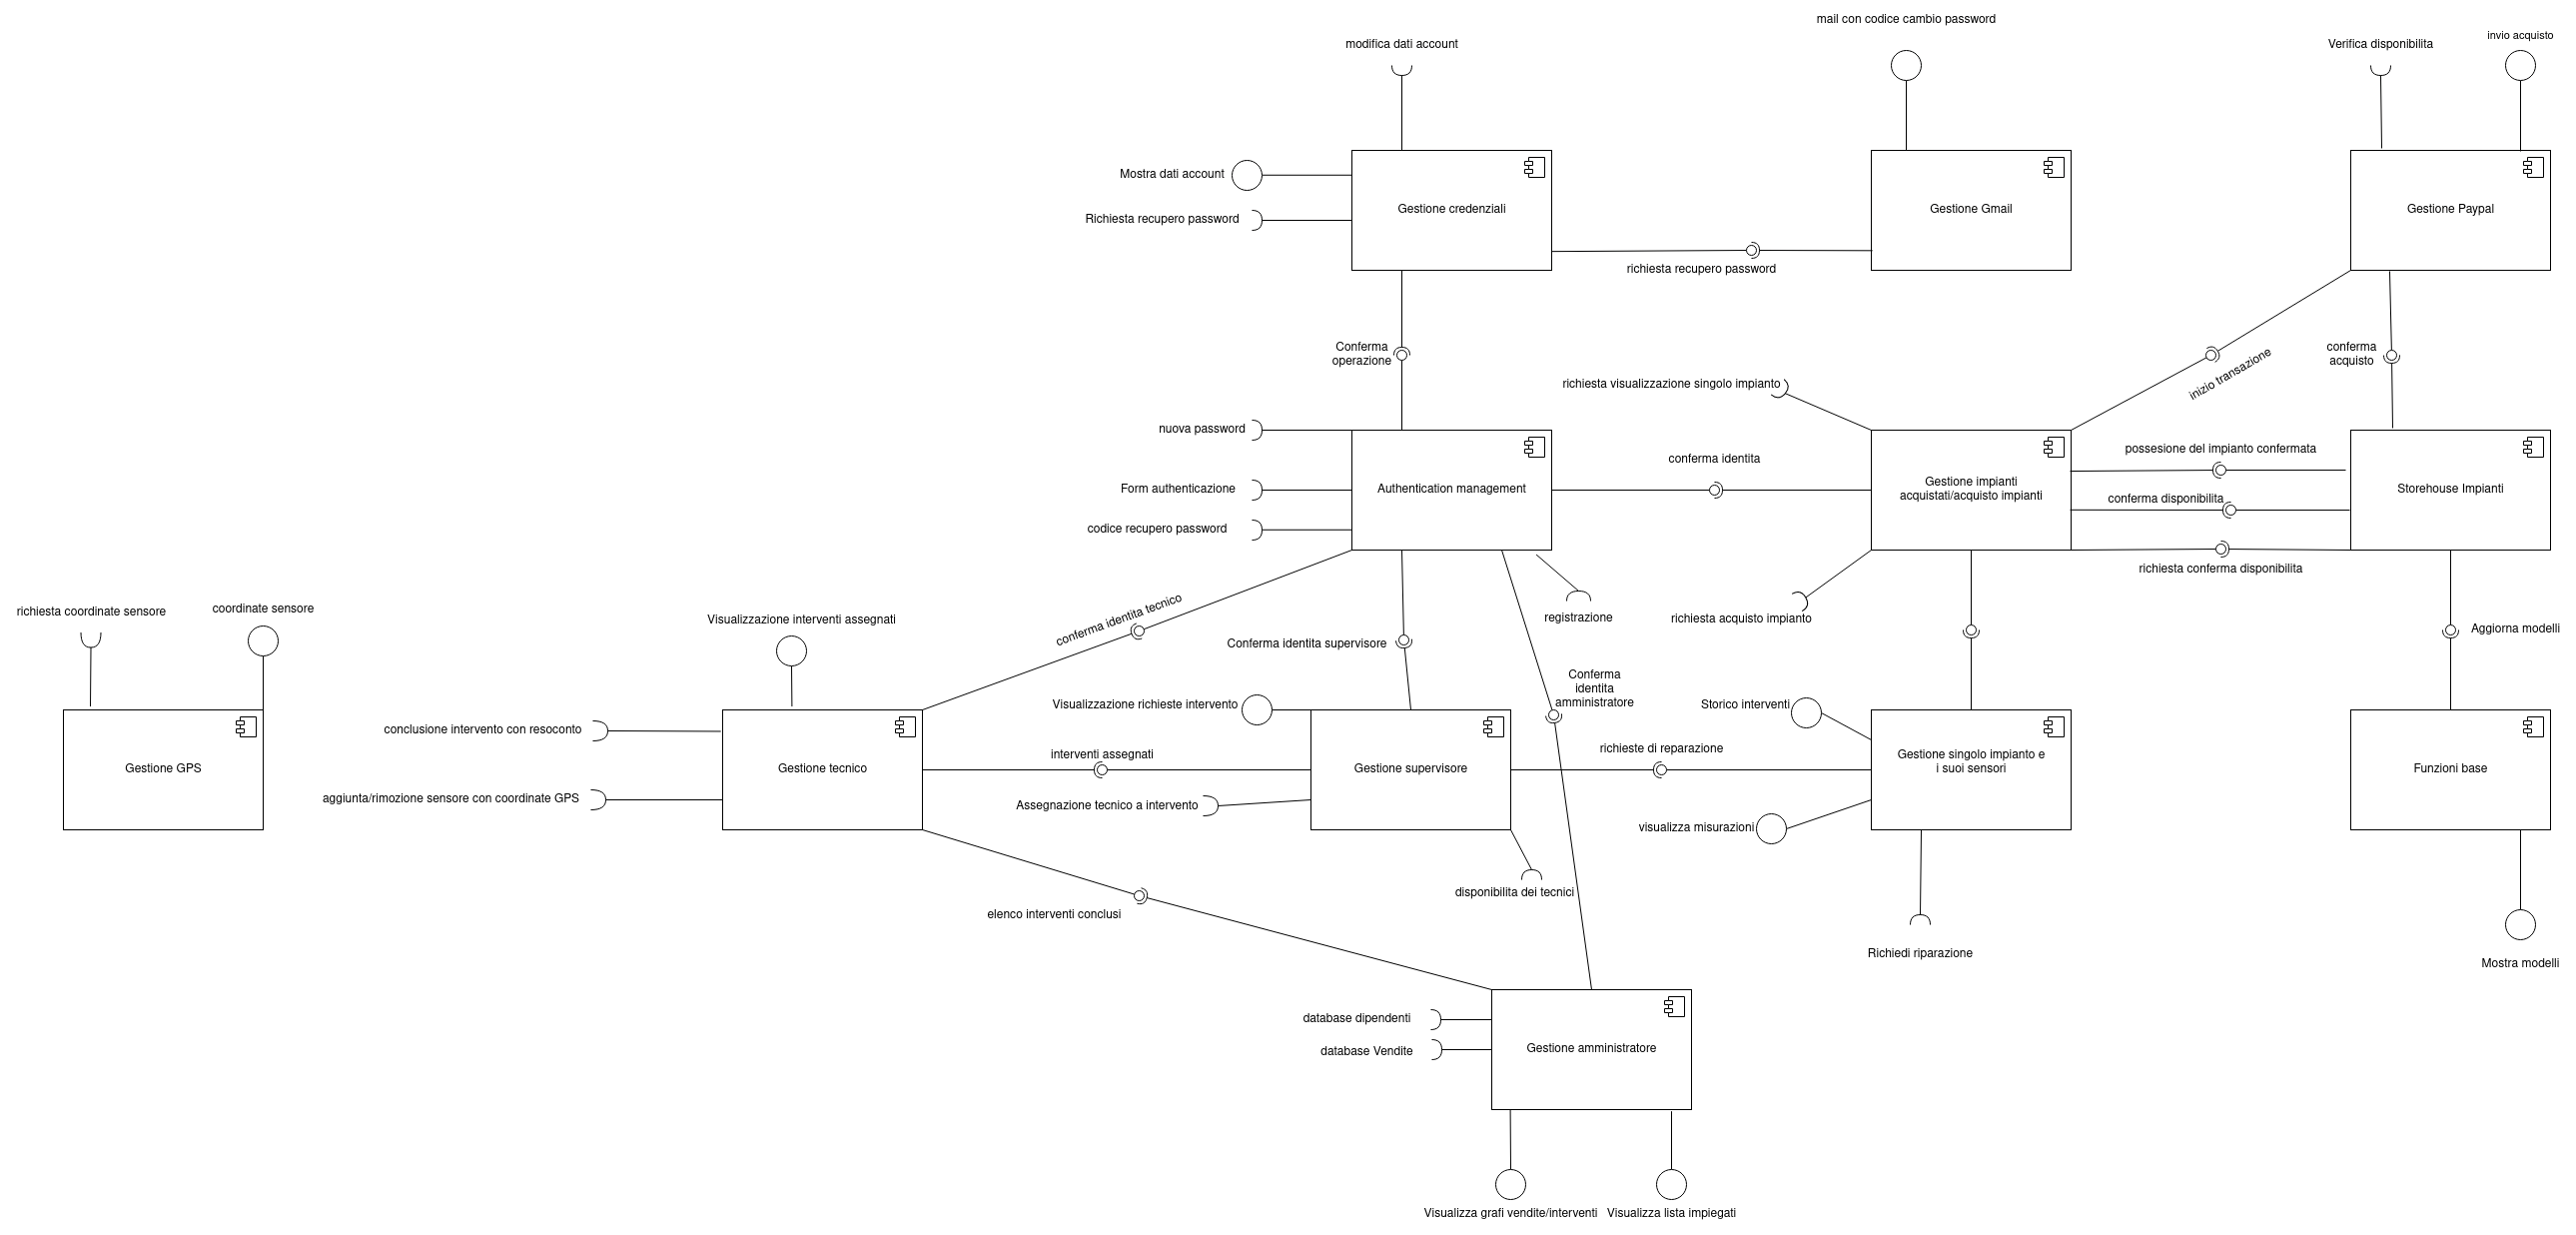 mail con codice cambio password
invio acquisto
modifica dati account
Verifica disponibilita
Mostra dati account
Richiesta recupero password
Gestione credenziali
Gestione Gmail
Gestione Paypal
richiesta recupero password
Conferma
operazione
conferma
acquisto
inizio transazione
richiesta visualizzazione singolo impianto
nuova password
Form authenticazione
codice recupero password
Authentication management
conferma identita
Gestione impianti
acquistati/acquisto impianti
possesione del impianto confermata
conferma disponibilita
richiesta conferma disponibilita
Storehouse Impianti
richiesta coordinate sensore
coordinate sensore
Visualizzazione interventi assegnati
conferma identita tecnico
Conferma identita supervisore
registrazione
richiesta acquisto impianto
Aggiorna modelli
Conferma
identita
amministratore
Visualizzazione richieste intervento
Storico interventi
conclusione intervento con resoconto
Gestione GPS
Gestione tecnico
interventi assegnati
Gestione supervisore
richieste di reparazione
Gestione singolo impianto e
i suoi sensori
Funzioni base
aggiunta/rimozione sensore con coordinate GPS
Assegnazione tecnico a intervento
visualizza misurazioni
disponibilita dei tecnici
elenco interventi conclusi
Richiedi riparazione
Mostra modelli
database dipendenti
database Vendite
Gestione amministratore
Visualizza grafi vendite/interventi
Visualizza lista impiegati